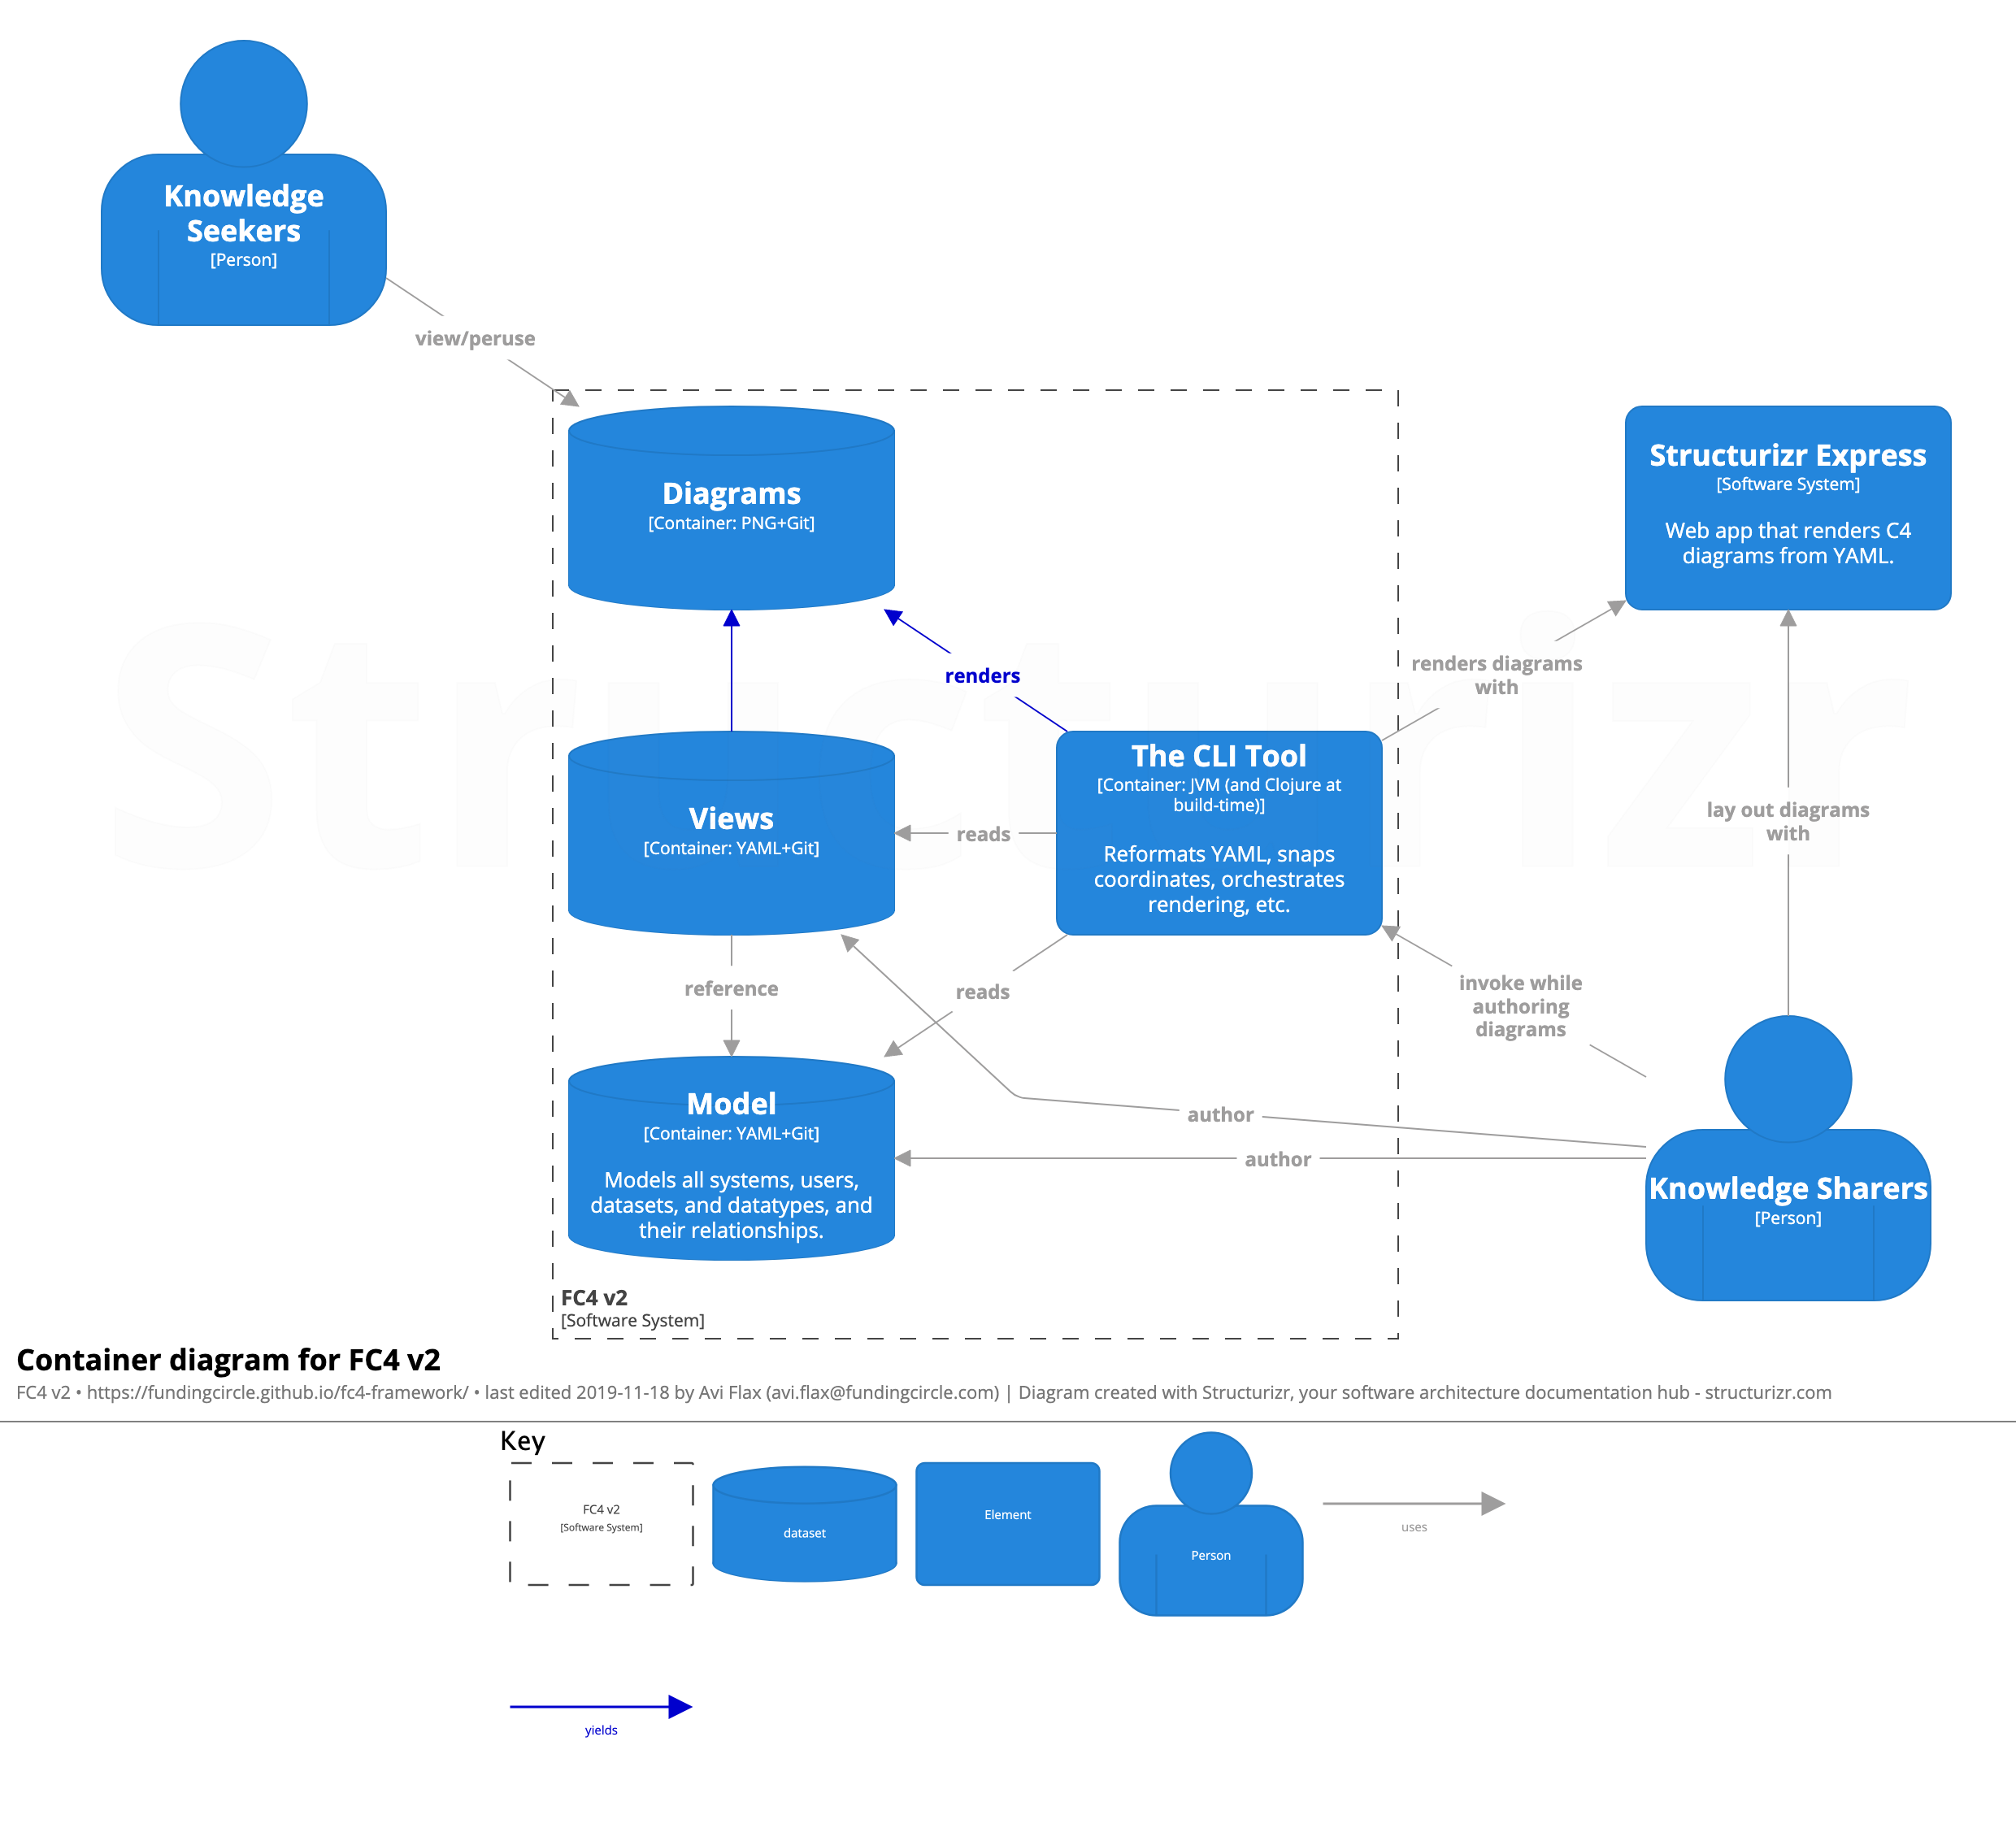 Knowledge
Seekers
[Person]
view/peruse
Diagrams
[Container: PNG+Git]
Structurizr Express
[Software System]
Web app that renders C4
diagrams from YAML.
renders
renders diagrams
with
Structurizr
Views
[Container: YAML+Git]
reads
The CLI Tool
[Container: JVM (and Clojure at
build-time)]
Reformats YAML, snaps
coordinates, orchestrates
rendering, etc.
lay out diagrams
with
reference
reads
invoke while
authoring
diagrams
Model
[Container: YAML+Git]
Models all systems, users,
datasets, and datatypes, and
their relationships.
author
author
Knowledge Sharers
[Person]
FC4 v2
[Software System]
Container diagram for FC4 v2
FC4 v2 • https://fundingcircle.github.io/fc4-framework/ • last edited 2019-11-18 by Avi Flax (avi.flax@fundingcircle.com) | Diagram created with Structurizr, your software architecture documentation hub - structurizr.com
Key
FC4 v2
[Software System]
dataset
Element
Person
uses
yields